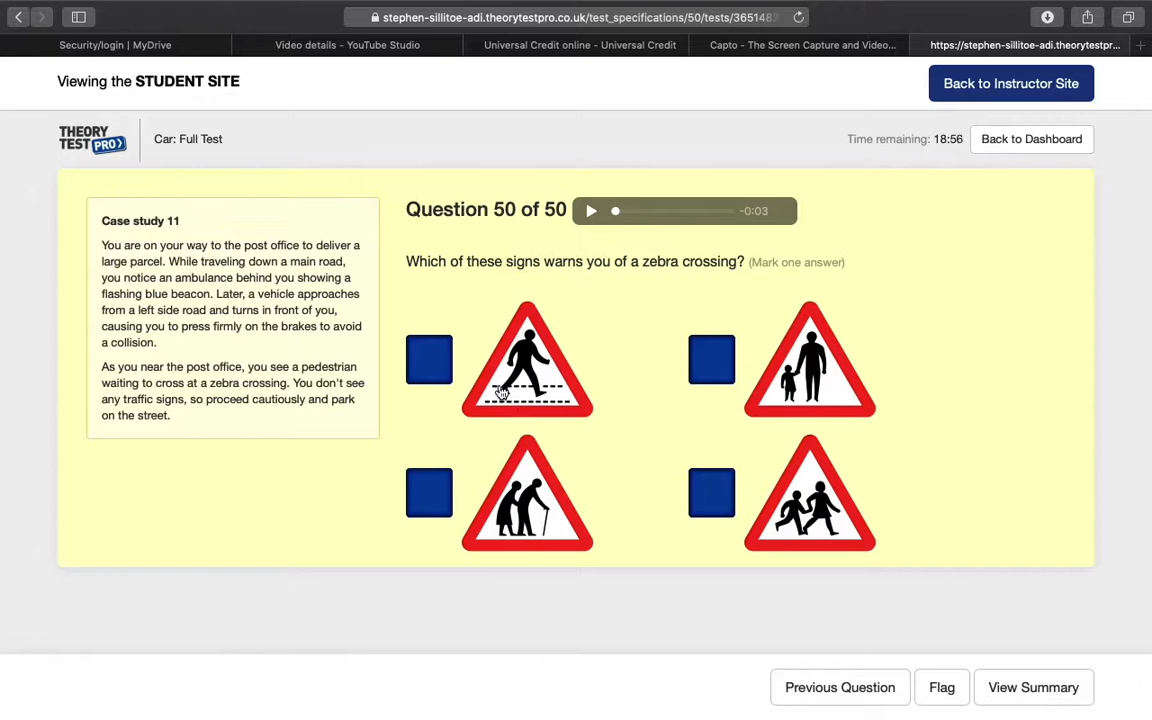 stephen-sillitoe-adi.theorytestpro.co.uk/test_specifications/50/tests/3651483
Security/login | MyDrive
Video details - YouTube Studio
Universal Credit online - Universal Credit
Capto - The Screen Capture and Video...
https://stephen-sillitoe-adi.theorytestpr...
Viewing the STUDENT SITE
Back to Instructor Site
THEORY
TEST PRO
Car: Full Test
Time remaining: 18:56
Back to Dashboard
Case study 11
You are on your way to the post office to deliver a
large parcel. While traveling down a main road,
you notice an ambulance behind you showing a
flashing blue beacon. Later, a vehicle approaches
from a left side road and turns in front of you,
causing you to press firmly on the brakes to avoid
a collision.
As you near the post office, you see a pedestrian
waiting to cross at a zebra crossing. You don't see
any traffic signs, so proceed cautiously and park
on the street.
Question 50 of 50
-0:03
Which of these signs warns you of a zebra crossing? (Mark one answer)
Previous Question
Flag
View Summary